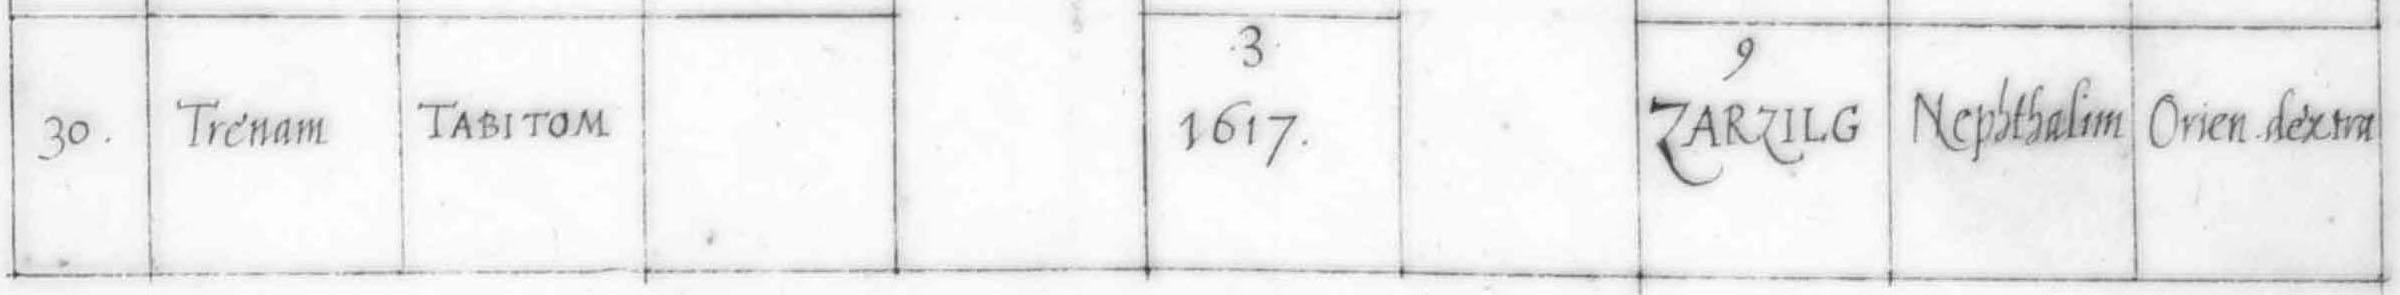 30. Trenam TABITOM
·3·
1617.
9
ZARZILG Nephthalim Orien dextra